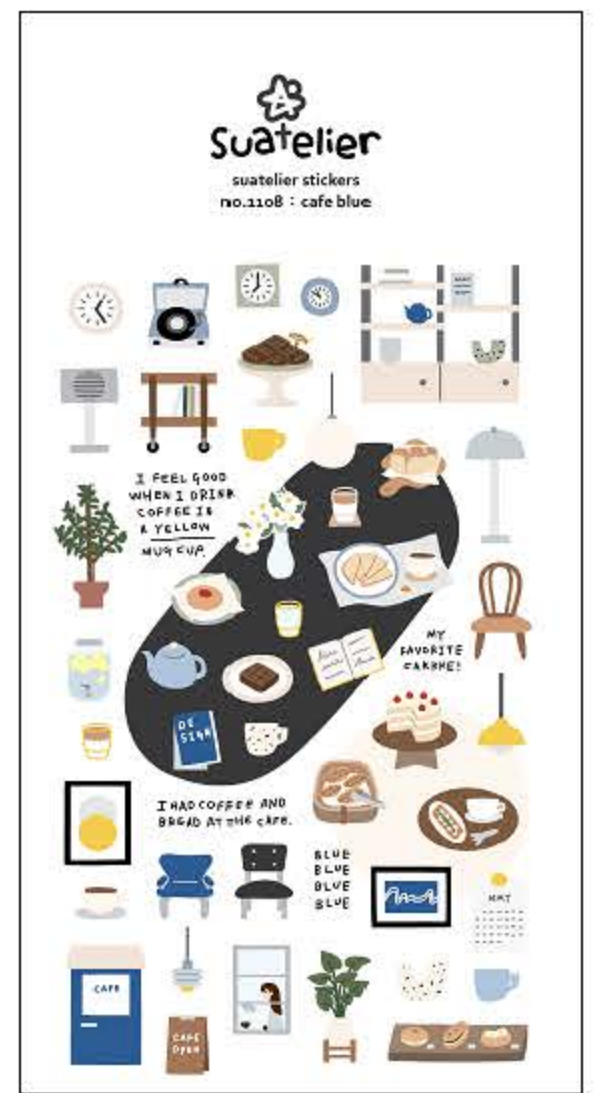 suatelier
suatelier stickers
no.1108 : cafe blue
I FEEL GOOD
WHEN I DRINK
COFFEE IN
A YELLOW
MUG CUP.
MY
FAVORITE
DE
SIGN
I HAD COFFEE AND
BREAD AT THE CAFE.
BLUE
BLUE
BLUE
BLUE
MAY
CAFE
CAFE
OPEN